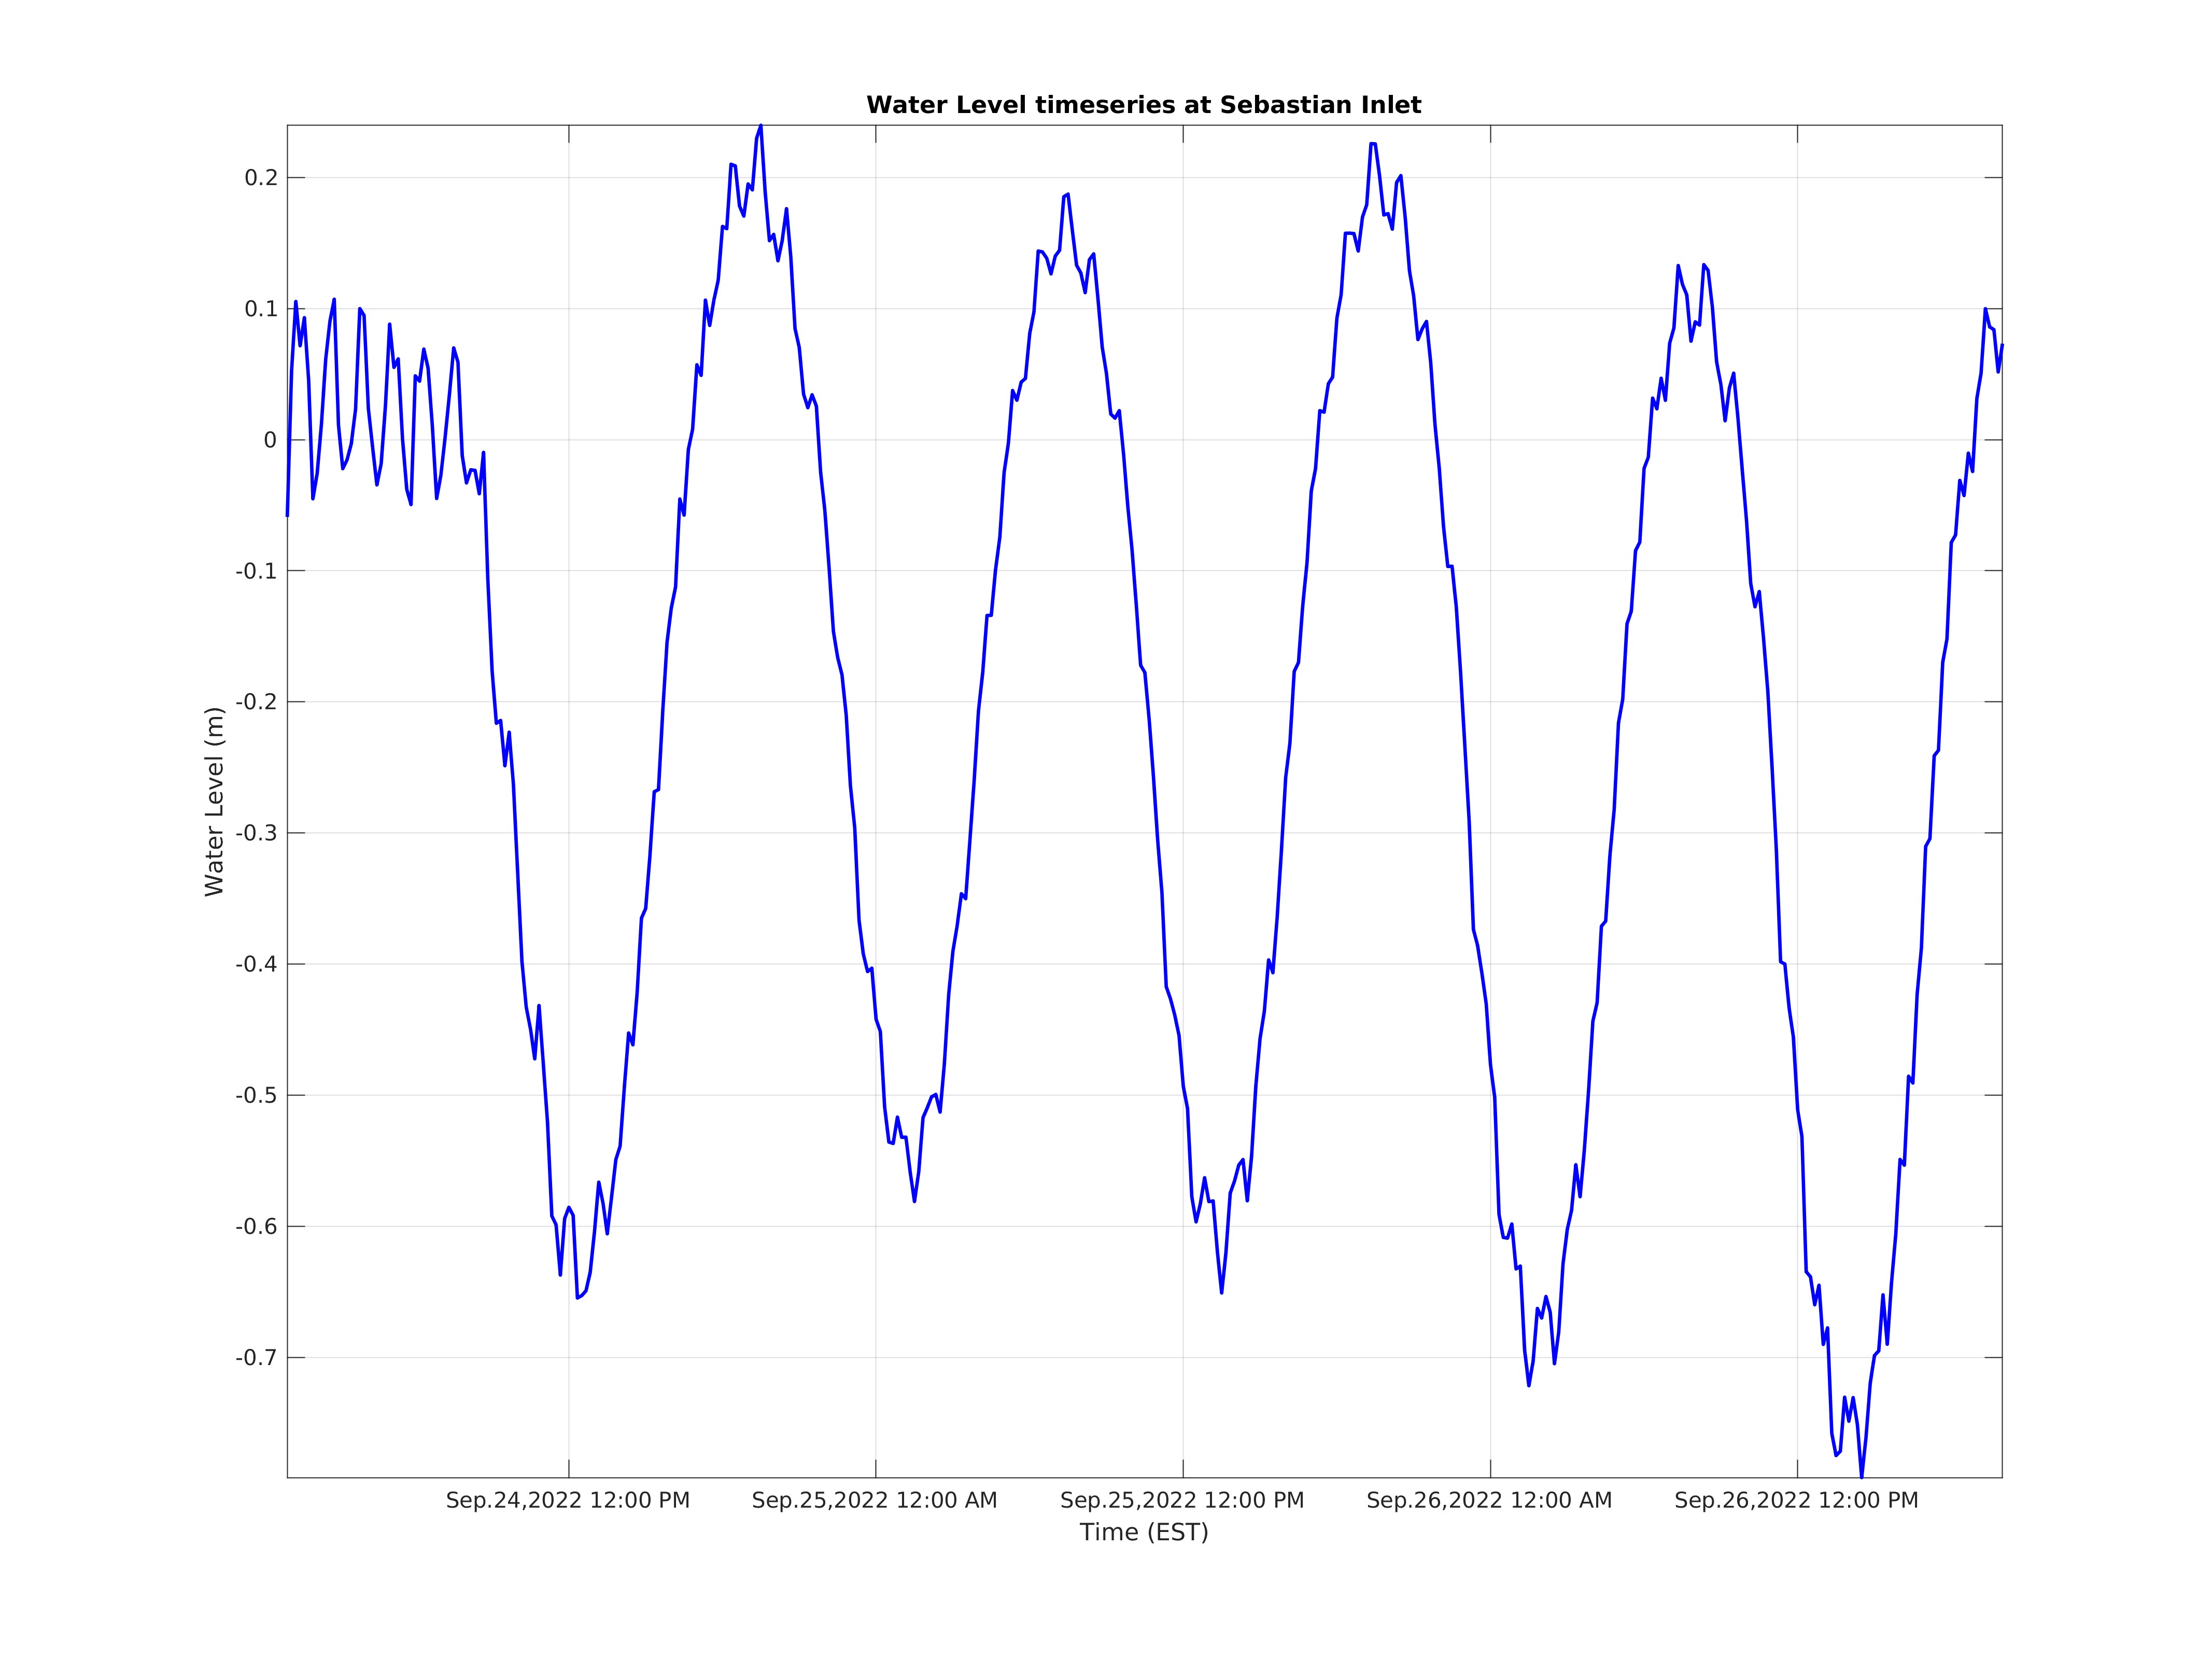 Water Level timeseries at Sebastian Inlet
0.2
0.1
0
-0.1
-0.2
-0.3
-0.4
-0.5
-0.6
-0.7
Water Level (m)
Sep.24,2022 12:00 PM Sep.25,2022 12:00 AM Sep.25,2022 12:00 PM Sep.26,2022 12:00 AM Sep.26,2022 12:00 PM
Time (EST)